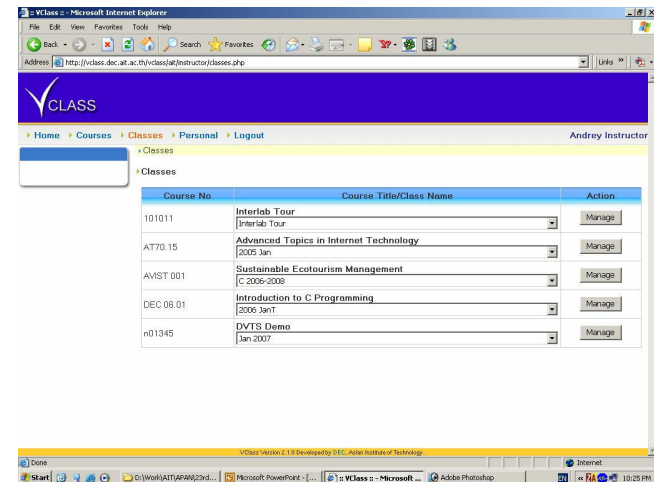 :: VClass :: - Microsoft Internet Explorer
File Edit View Favorites Tools Help
Back Search Favorites
Address http://vclass.dec.ait.ac.th/vclass/ait/instructor/classes.php Links »
VCLASS
Home Courses Classes Personal Logout Andrey Instructor
Classes
Classes
Course No Course Title/Class Name Action
101011 Interlab Tour
Interlab Tour Manage
AT70.15 Advanced Topics in Internet Technology
2005 Jan Manage
AVIST 001 Sustainable Ecotourism Management
C 2006-2008 Manage
DEC 06.01 Introduction to C Programming
2006 JanT Manage
n01345 DVTS Demo
Jan 2007 Manage
VClass Version 2.1.0 Developed by DEC, Asian Institute of Technology.
Done Internet
Start D:\Work\AIT\APAN\23rd... Microsoft PowerPoint - [... :: VClass :: - Microsoft ... Adobe Photoshop EN « 10:25 PM